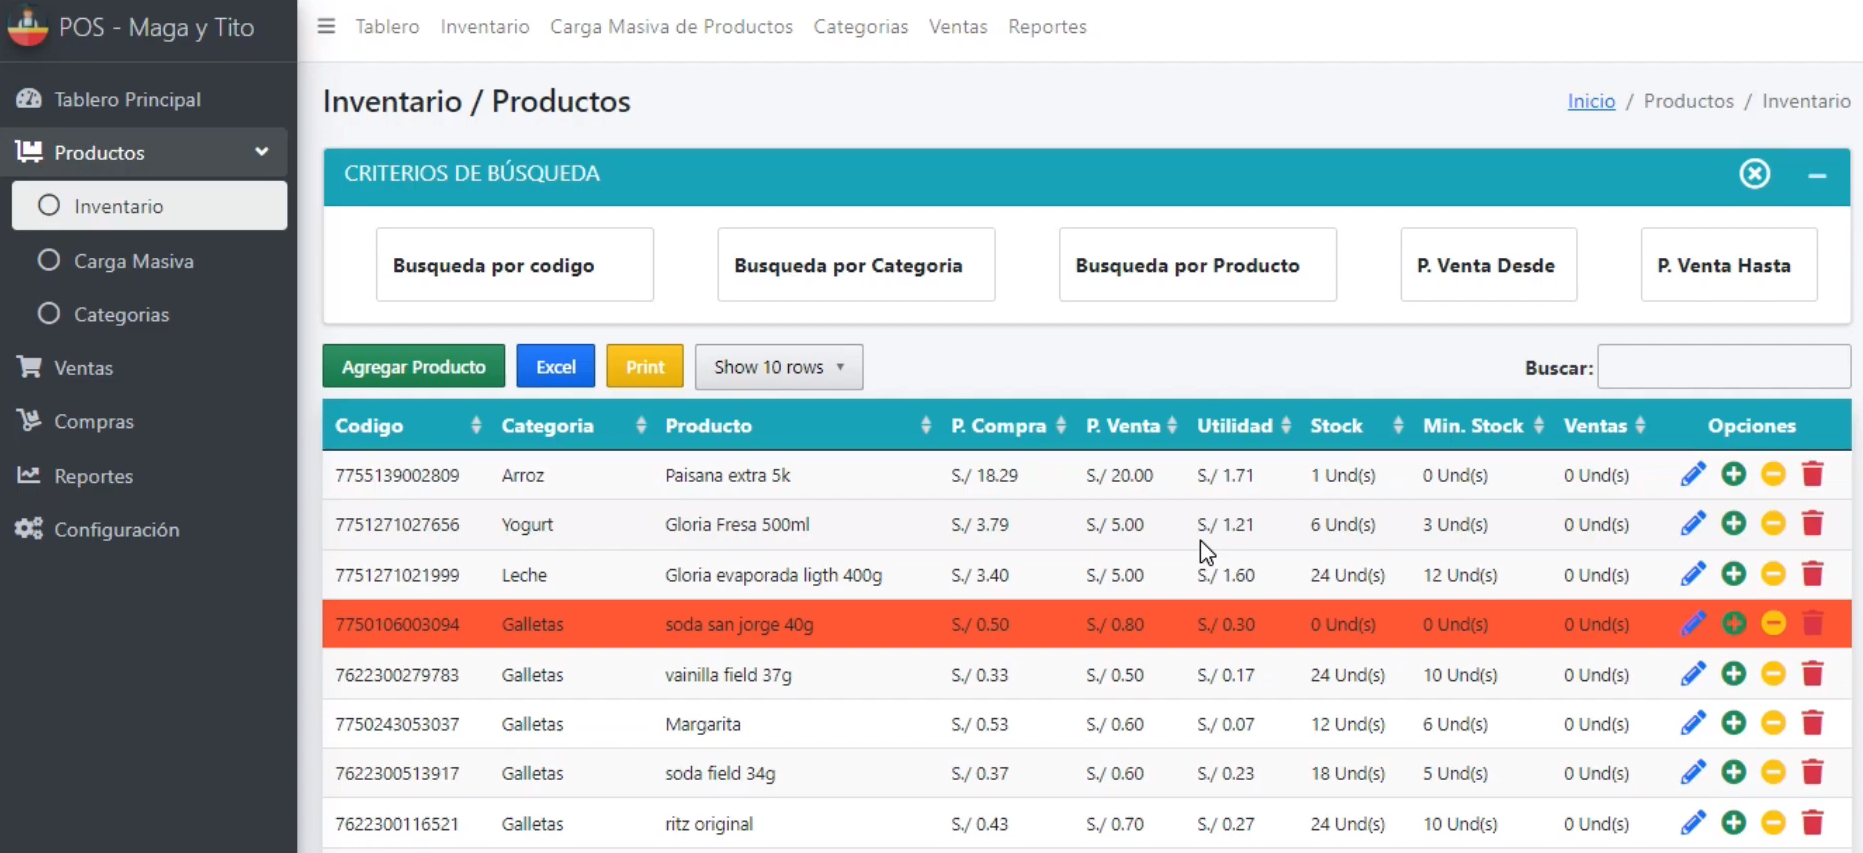 POS - Maga y Tito
Tablero Inventario Carga Masiva de Productos Categorias Ventas Reportes
Tablero Principal
Productos
Inventario
Carga Masiva
Categorias
Ventas
Compras
Reportes
Configuración
Inventario / Productos
Inicio / Productos / Inventario
CRITERIOS DE BÚSQUEDA
Busqueda por codigo Busqueda por Categoria Busqueda por Producto P. Venta Desde P. Venta Hasta
Agregar Producto Excel Print Show 10 rows Buscar:
Codigo Categoria Producto P. Compra P. Venta Utilidad Stock Min. Stock Ventas Opciones
7755139002809 Arroz Paisana extra 5k S./ 18.29 S./ 20.00 S./ 1.71 1 Und(s) 0 Und(s) 0 Und(s)
7751271027656 Yogurt Gloria Fresa 500ml S./ 3.79 S./ 5.00 S./ 1.21 6 Und(s) 3 Und(s) 0 Und(s)
7751271021999 Leche Gloria evaporada ligth 400g S./ 3.40 S./ 5.00 S./ 1.60 24 Und(s) 12 Und(s) 0 Und(s)
7750106003094 Galletas soda san jorge 40g S./ 0.50 S./ 0.80 S./ 0.30 0 Und(s) 0 Und(s) 0 Und(s)
7622300279783 Galletas vainilla field 37g S./ 0.33 S./ 0.50 S./ 0.17 24 Und(s) 10 Und(s) 0 Und(s)
7750243053037 Galletas Margarita S./ 0.53 S./ 0.60 S./ 0.07 12 Und(s) 6 Und(s) 0 Und(s)
7622300513917 Galletas soda field 34g S./ 0.37 S./ 0.60 S./ 0.23 18 Und(s) 5 Und(s) 0 Und(s)
7622300116521 Galletas ritz original S./ 0.43 S./ 0.70 S./ 0.27 24 Und(s) 10 Und(s) 0 Und(s)